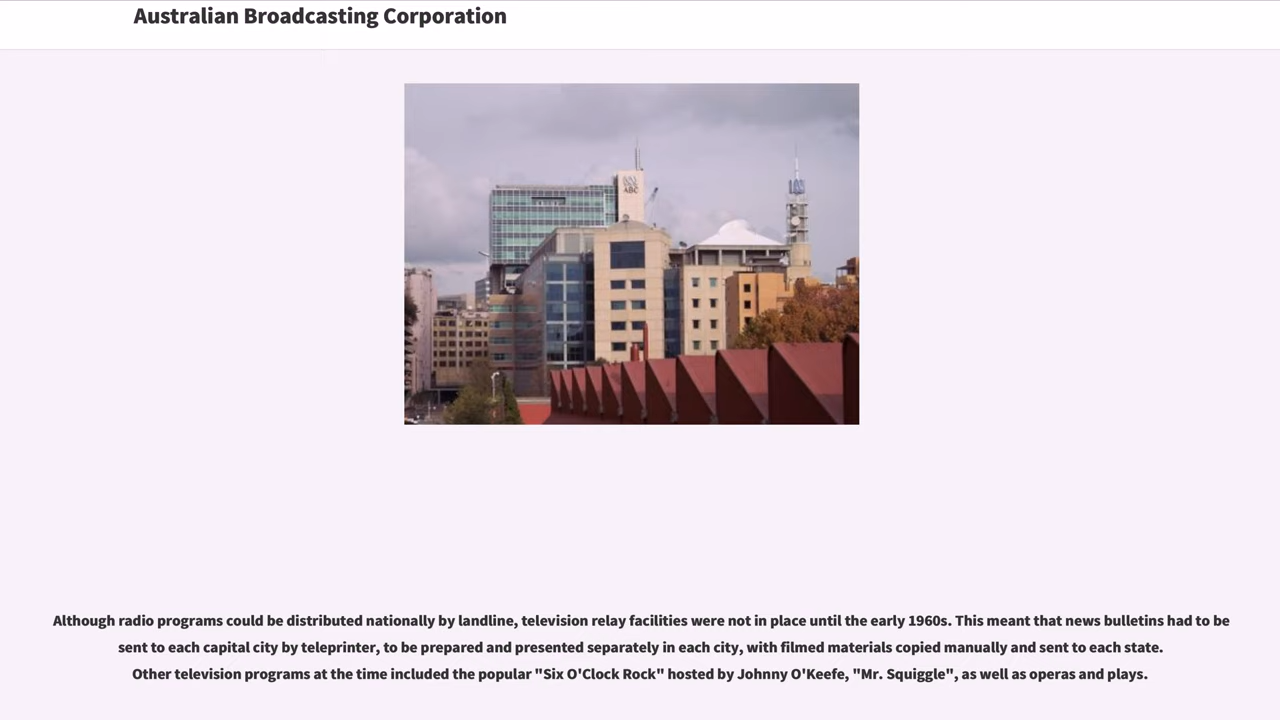 Australian Broadcasting Corporation
ABC
Although radio programs could be distributed nationally by landline, television relay facilities were not in place until the early 1960s. This meant that news bulletins had to be
sent to each capital city by teleprinter, to be prepared and presented separately in each city, with filmed materials copied manually and sent to each state.
Other television programs at the time included the popular "Six O'Clock Rock" hosted by Johnny O'Keefe, "Mr. Squiggle", as well as operas and plays.